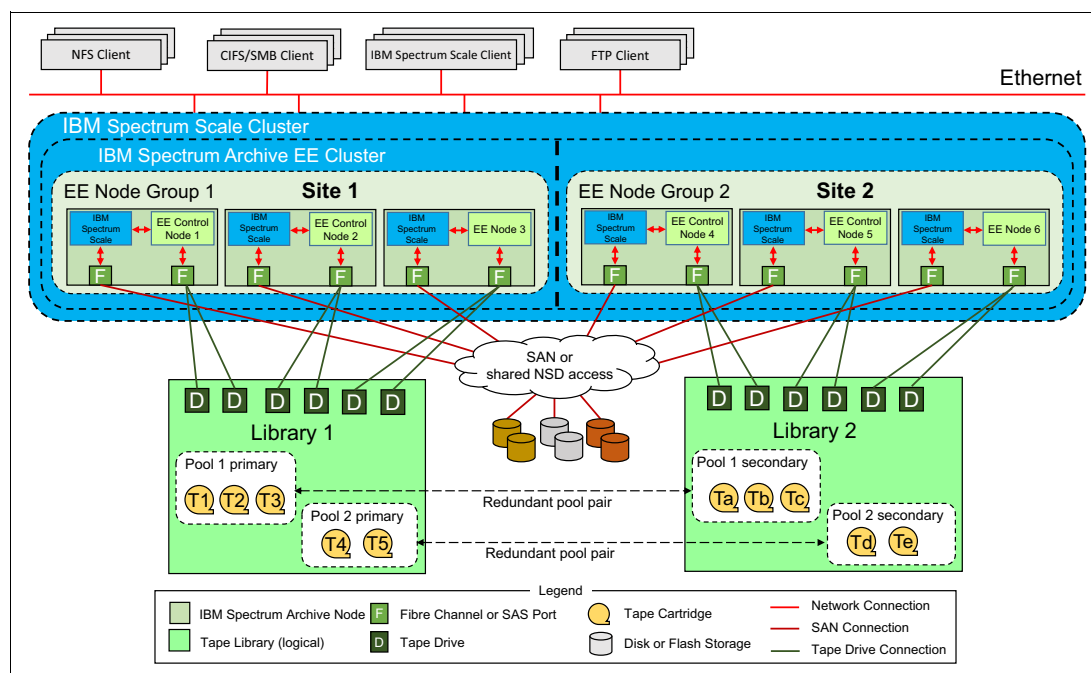 NFS Client
CIFS/SMB Client
IBM Spectrum Scale Client
FTP Client
Ethernet
IBM Spectrum Scale Cluster
IBM Spectrum Archive EE Cluster
EE Node Group 1
Site 1
EE Node Group 2
Site 2
IBM
Spectrum
Scale
EE Control
Node 1
IBM
Spectrum
Scale
EE Control
Node 2
IBM
Spectrum
Scale
EE Node 3
IBM
Spectrum
Scale
EE Control
Node 4
IBM
Spectrum
Scale
EE Control
Node 5
IBM
Spectrum
Scale
EE Node 6
F F F F F F F F F F F F
SAN or
shared NSD access
D D D D D D
Library 1
Pool 1 primary
T1 T2 T3
Pool 2 primary
T4 T5
Redundant pool pair
Redundant pool pair
D D D D D D
Library 2
Pool 1 secondary
Ta Tb Tc
Pool 2 secondary
Td Te
Legend
IBM Spectrum Archive Node
F Fibre Channel or SAS Port
Tape Cartridge
Network Connection
SAN Connection
Tape Library (logical)
D Tape Drive
Disk or Flash Storage
Tape Drive Connection